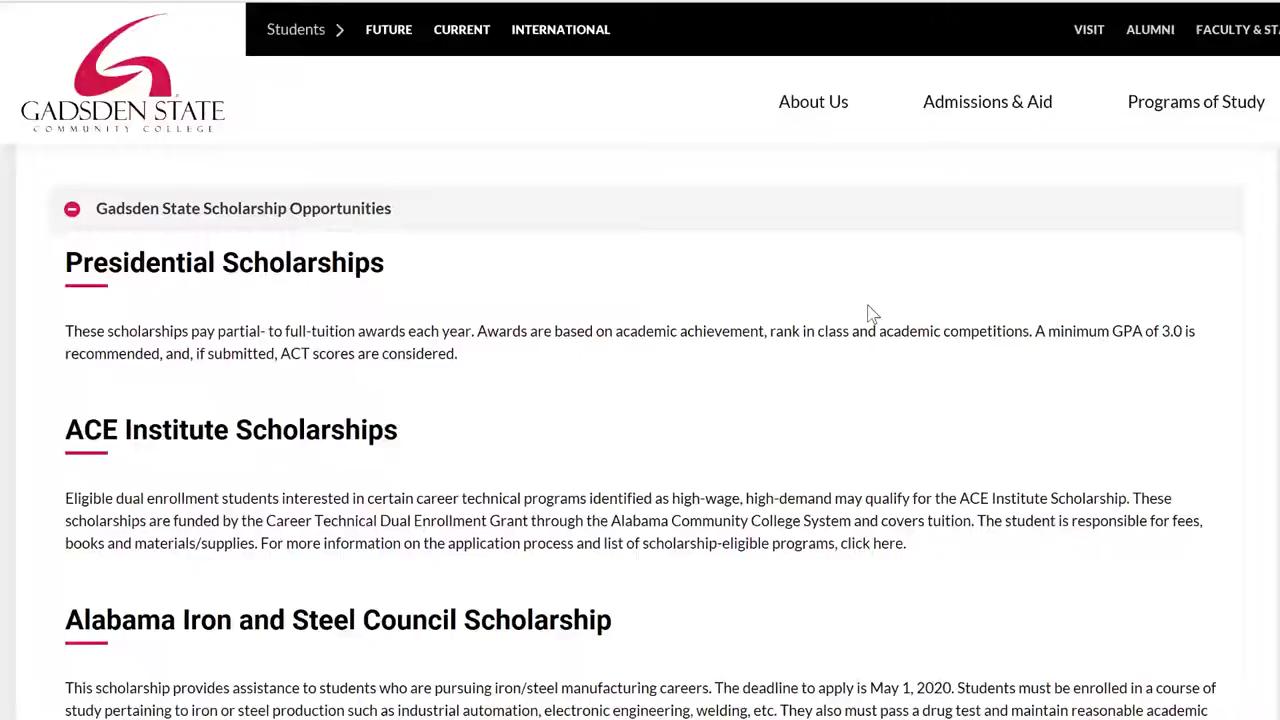 Students
FUTURE
CURRENT
INTERNATIONAL
VISIT
ALUMNI
FACULTY &
GADSDEN STATE
COMMUNITY COLLEGE
About Us
Admissions & Aid
Programs of Study
Gadsden State Scholarship Opportunities
Presidential Scholarships
These scholarships pay partial- to full-tuition awards each year. Awards are based on academic achievement, rank in class and academic competitions. A minimum GPA of 3.0 is
recommended, and, if submitted, ACT scores are considered.
ACE Institute Scholarships
Eligible dual enrollment students interested in certain career technical programs identified as high-wage, high-demand may qualify for the ACE Institute Scholarship. These
scholarships are funded by the Career Technical Dual Enrollment Grant through the Alabama Community College System and covers tuition. The student is responsible for fees,
books and materials/supplies. For more information on the application process and list of scholarship-eligible programs, click here.
Alabama Iron and Steel Council Scholarship
This scholarship provides assistance to students who are pursuing iron/steel manufacturing careers. The deadline to apply is May 1, 2020. Students must be enrolled in a course of
study pertaining to iron or steel production such as industrial automation, electronic engineering, welding, etc. They also must pass a drug test and maintain reasonable academic